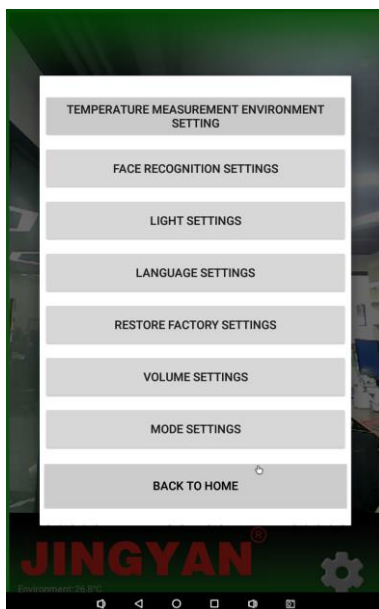 TEMPERATURE MEASUREMENT ENVIRONMENT
SETTING
FACE RECOGNITION SETTINGS
LIGHT SETTINGS
LANGUAGE SETTINGS
RESTORE FACTORY SETTINGS
VOLUME SETTINGS
MODE SETTINGS
BACK TO HOME
JINGYAN®
Environment:26.8°C